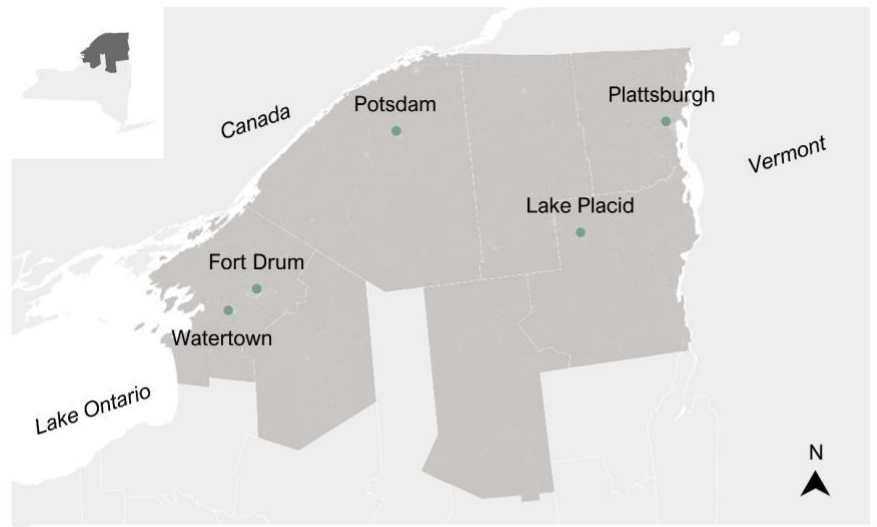 Plattsburgh
Potsdam
Canada
Vermont
Lake Placid
Fort Drum
Watertown
Lake Ontario
N